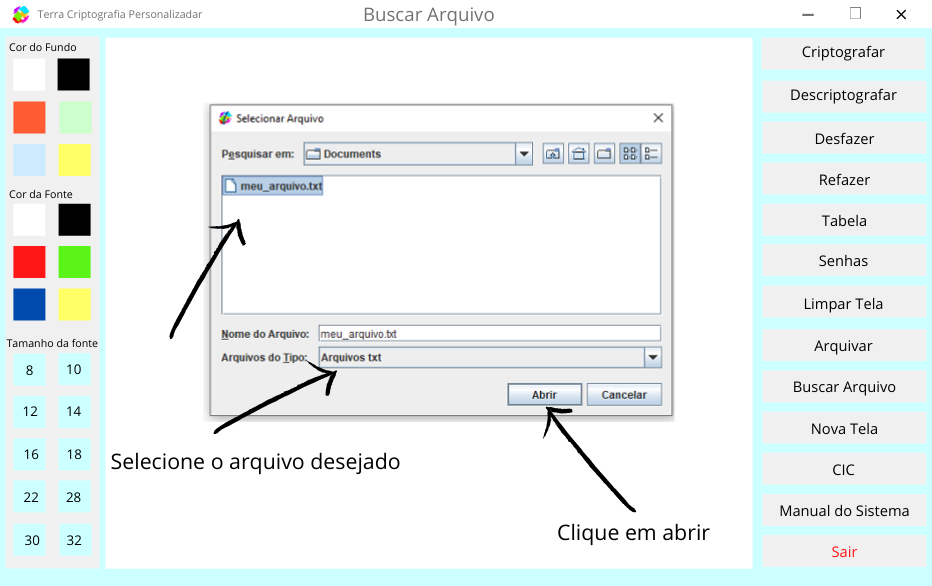 Terra Criptografia Personalizadar
Buscar Arquivo
Cor do Fundo
Cor da Fonte
Tamanho da fonte
8 10
12 14
16 18
22 28
30 32
Selecionar Arquivo
Pesquisar em: Documents
meu_arquivo.txt
Nome do Arquivo: meu_arquivo.txt
Arquivos do Tipo: Arquivos txt
Abrir Cancelar
Selecione o arquivo desejado
Clique em abrir
Criptografar
Descriptografar
Desfazer
Refazer
Tabela
Senhas
Limpar Tela
Arquivar
Buscar Arquivo
Nova Tela
CIC
Manual do Sistema
Sair